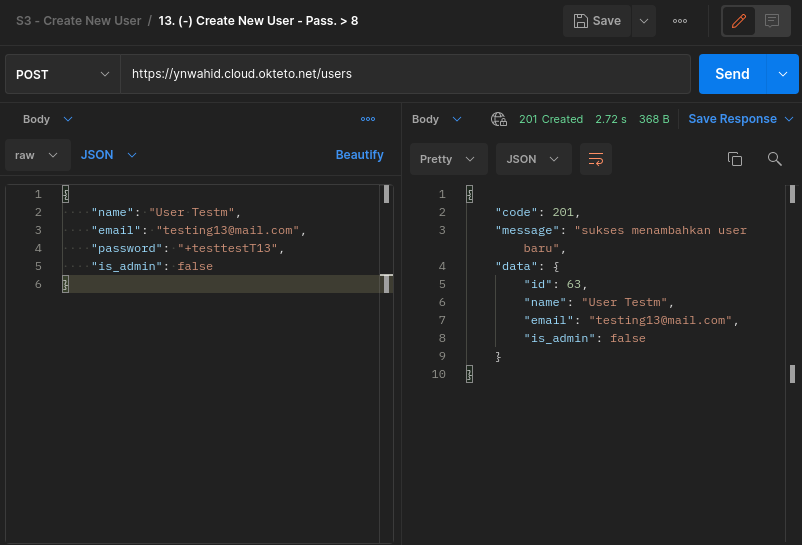 S3 - Create New User / 13. (-) Create New User - Pass. > 8
Save
POST
https://ynwahid.cloud.okteto.net/users
Send
Body
raw
JSON
Beautify
1 {
2 "name": "User Testm",
3 "email": "testing13@mail.com",
4 "password": "+testtestT13",
5 "is_admin": false
6 }
Body
201 Created 2.72 s 368 B
Save Response
Pretty
JSON
1 {
2 "code": 201,
3 "message": "sukses menambahkan user
baru",
4 "data": {
5 "id": 63,
6 "name": "User Testm",
7 "email": "testing13@mail.com",
8 "is_admin": false
9 }
10 }